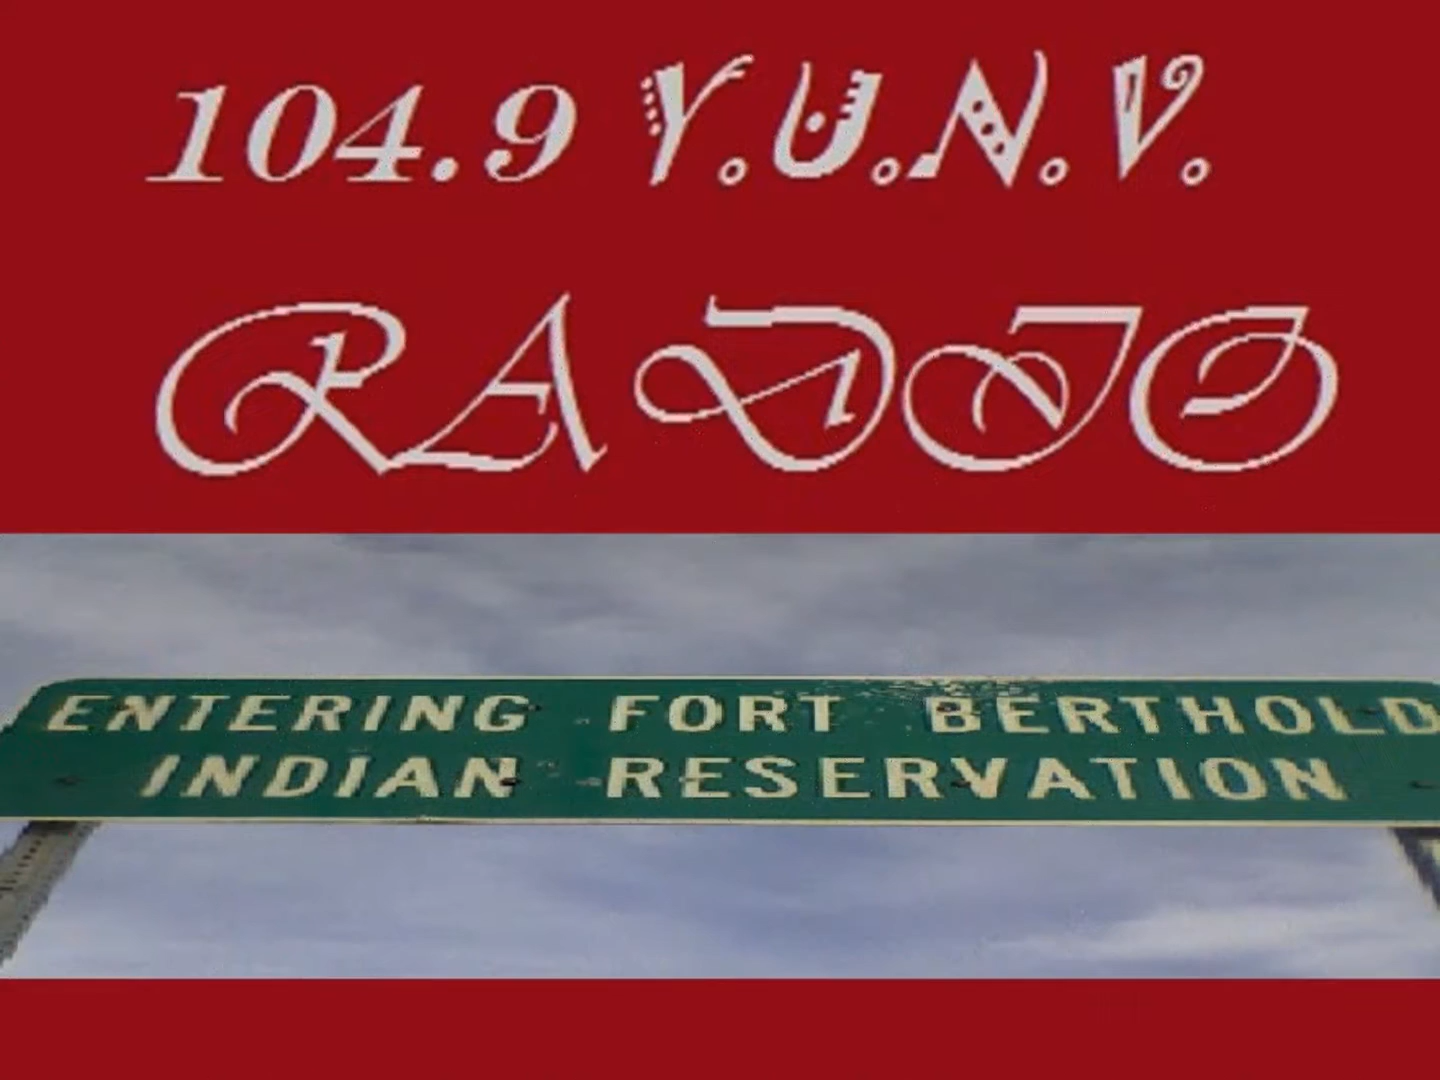 104.9 Y.U.N.V.
RADIO
ENTERING FORT BERTHOLD
INDIAN RESERVATION